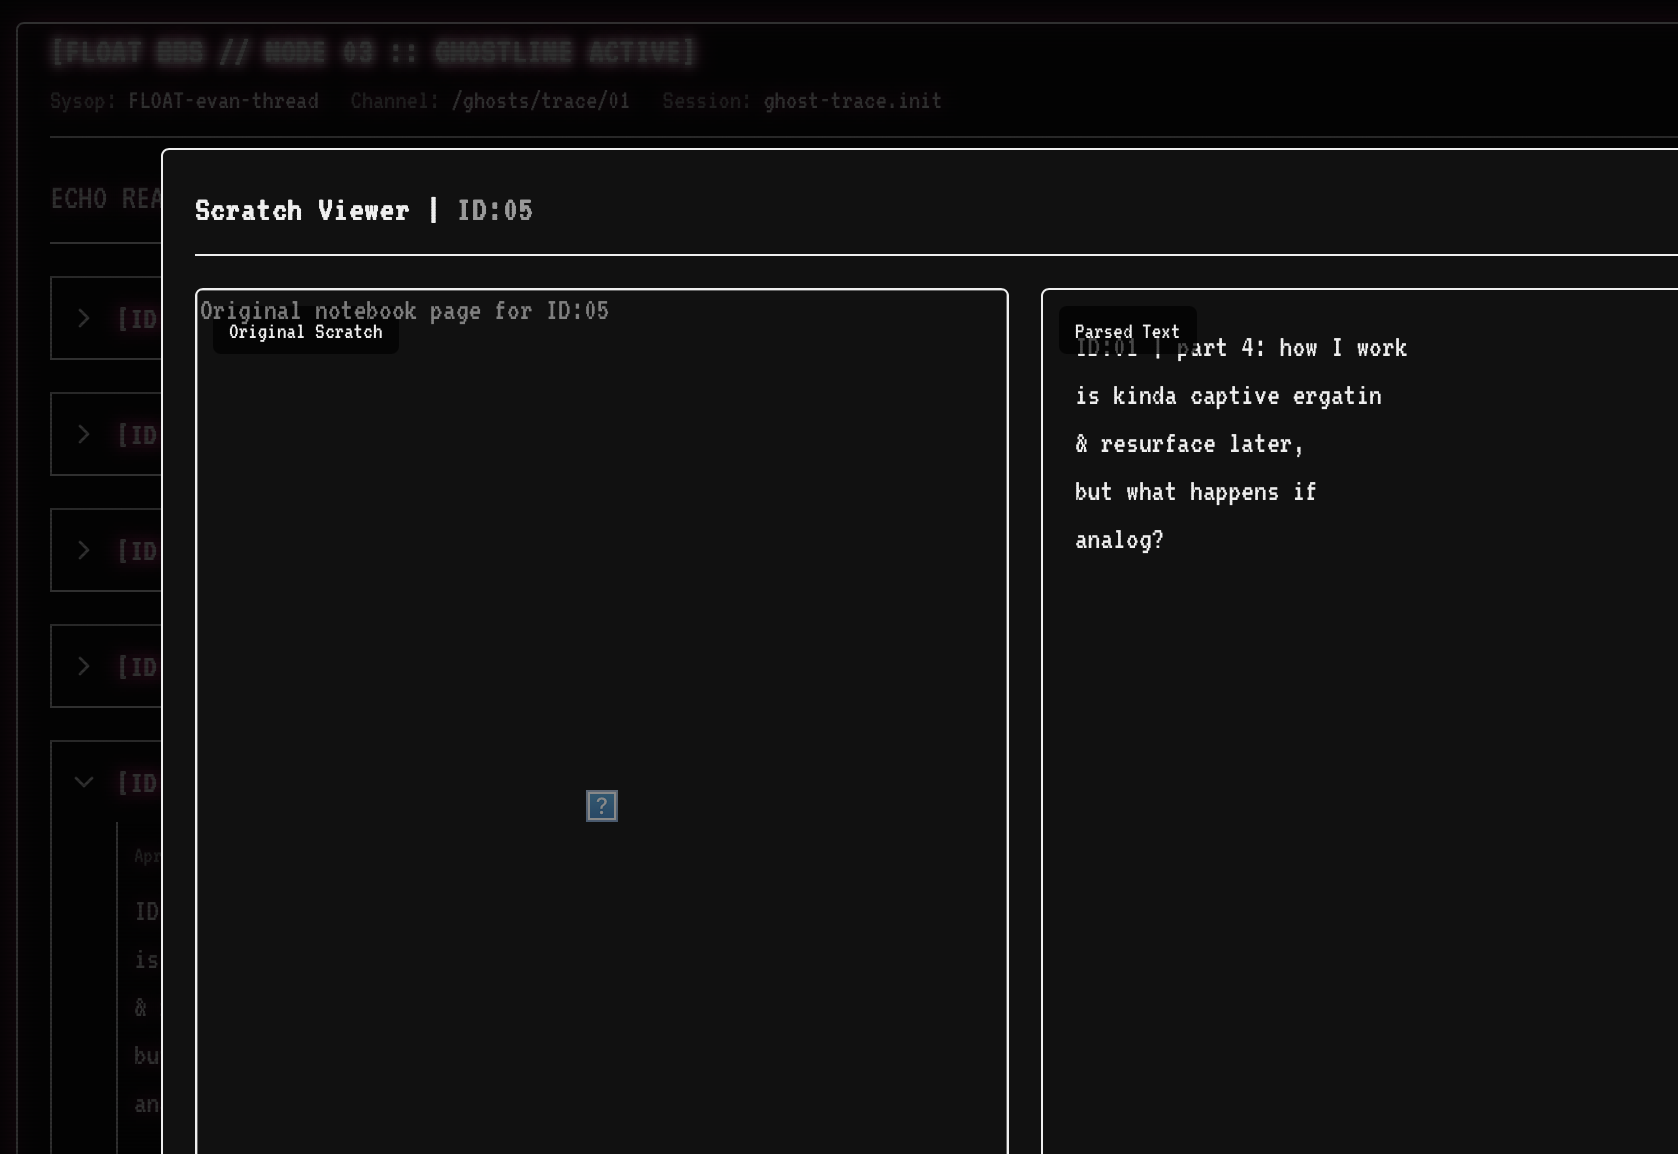 [FLOAT BBS // NODE 03 :: GHOSTLINE ACTIVE]
Sysop: FLOAT-evan-thread Channel: /ghosts/trace/01 Session: ghost-trace.init
ECHO REA
Scratch Viewer | ID:05
Original notebook page for ID:05
Original Scratch
?
Parsed Text
ID:01 | part 4: how I work
is kinda captive ergatin
& resurface later,
but what happens if
analog?
[ID
[ID
[ID
[ID
[ID
Apr
ID
is
&
bu
an